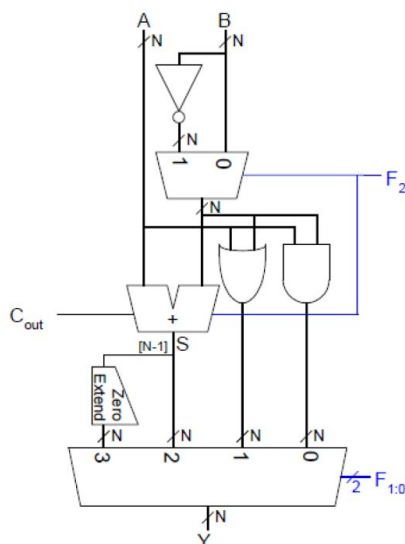 A B
N N
N
1 0
F2
N
Cout
+
[N-1] S
Zero
Extend
N N N N
3 2 1 0
2 F1:0
N
Y